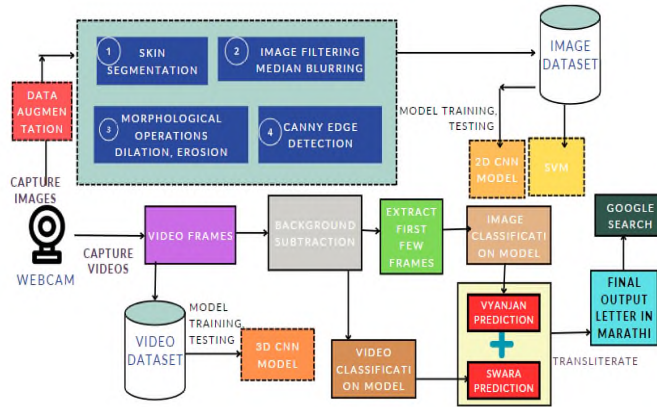 1
SKIN
SEGMENTATION
2
IMAGE FILTERING
MEDIAN BLURRING
3
MORPHOLOGICAL
OPERATIONS
DILATION, EROSION
4
CANNY EDGE
DETECTION
IMAGE
DATASET
DATA
AUGMEN
TATION
MODEL TRAINING,
TESTING
2D CNN
MODEL
SVM
CAPTURE
IMAGES
WEBCAM
CAPTURE
VIDEOS
VIDEO FRAMES
BACKGROUND
SUBTRACTION
EXTRACT
FIRST
FEW
FRAMES
IMAGE
CLASSIFICATI
ON MODEL
GOOGLE
SEARCH
VIDEO
DATASET
MODEL
TRAINING,
TESTING
3D CNN
MODEL
VIDEO
CLASSIFICATI
ON MODEL
VYANJAN
PREDICTION
SWARA
PREDICTION
TRANSLITERATE
FINAL
OUTPUT
LETTER IN
MARATHI